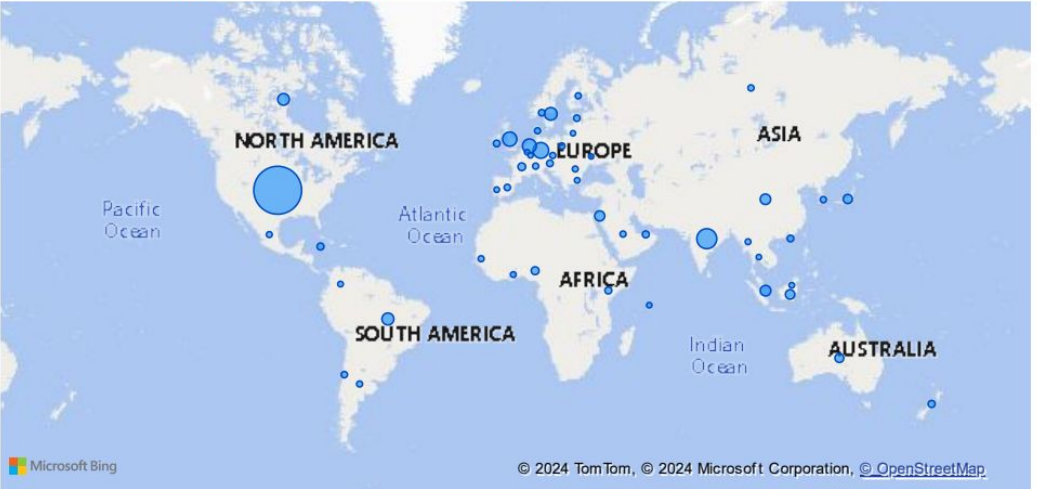 NORTH AMERICA
EUROPE
ASIA
Pacific
Ocean
Atlantic
Ocean
AFRICA
SOUTH AMERICA
Indian
Ocean
AUSTRALIA
Microsoft Bing
© 2024 TomTom, © 2024 Microsoft Corporation, © OpenStreetMap